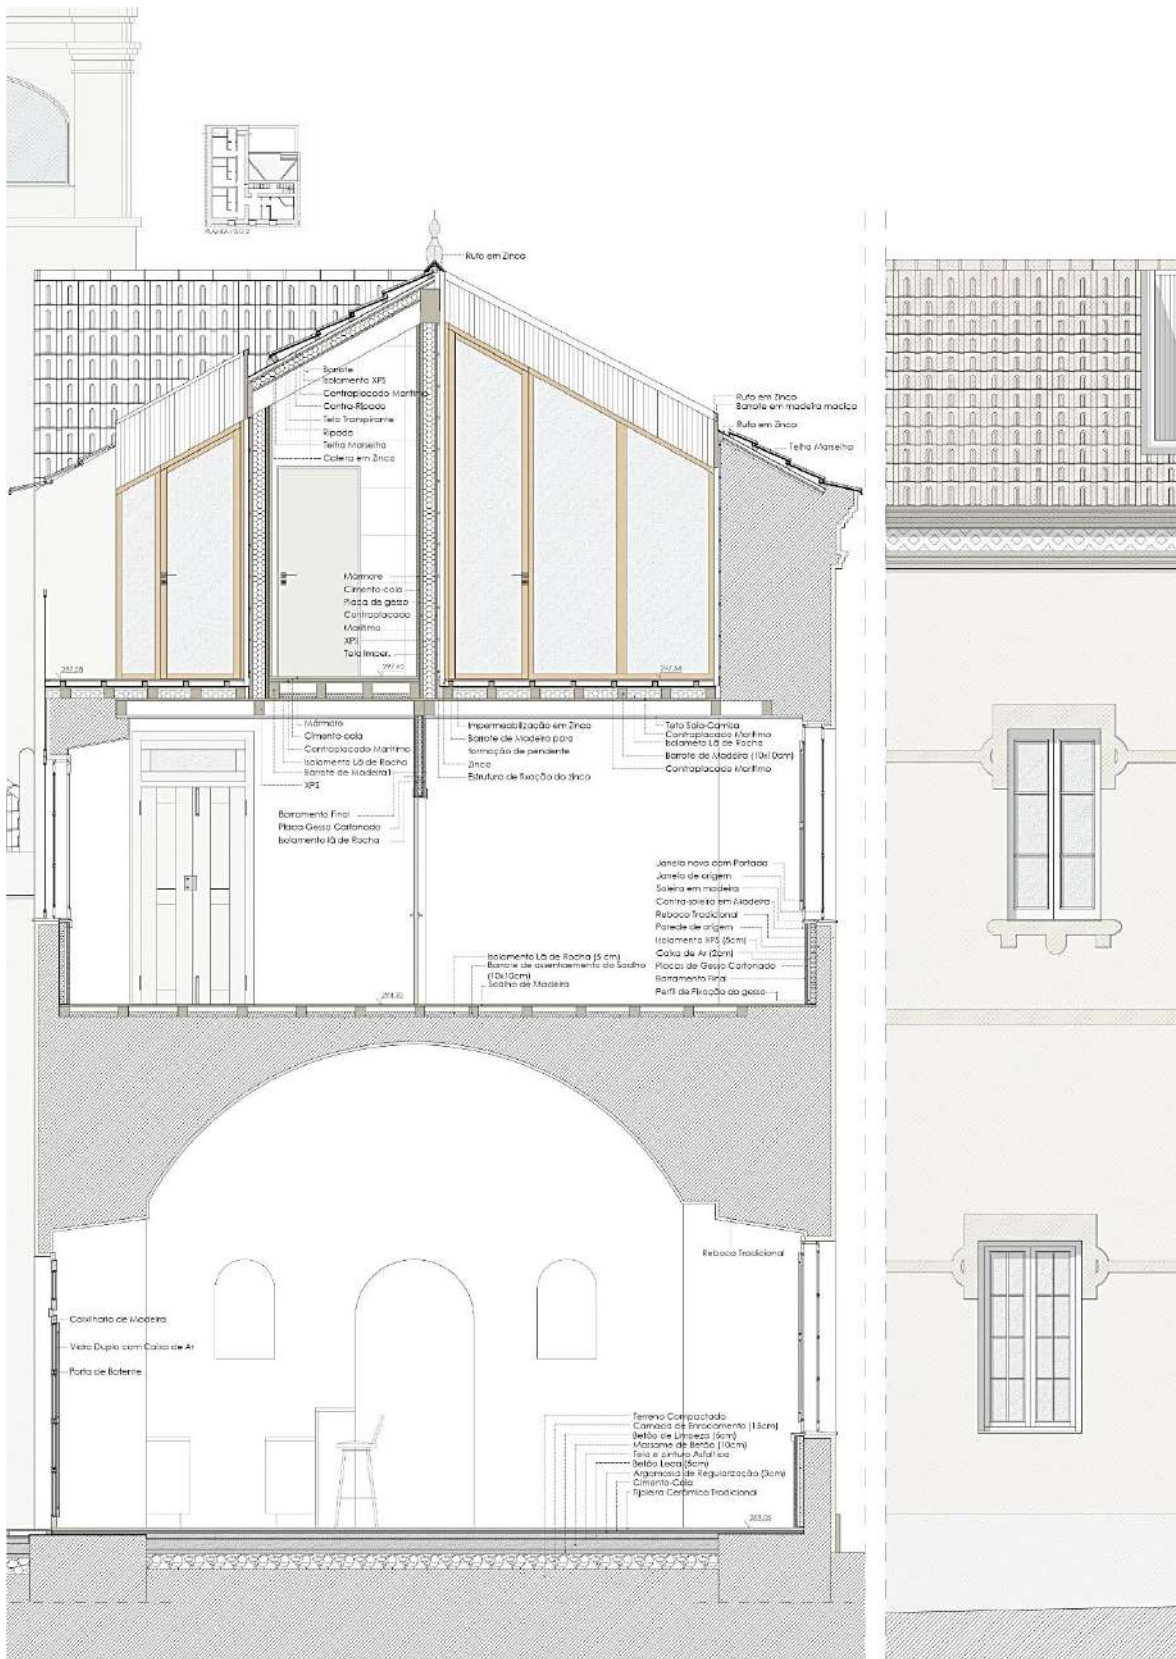 PLANTA PISO 2
Rufo em Zinco
Barrote
Isolamento XPS
Contraplacado Marítimo
Contra-Ripado
Tela Transpirante
Ripado
Telha Marselha
Caleira em Zinco
Rufo em Zinco
Barrote em madeira maciça
Rufo em Zinco
Telha Marselha
Mármore
Cimento-cola
Placa de gesso
Contraplacado
Marítimo
XPS
Tela Imper.
Mármore
Cimento-cola
Contraplacado Marítimo
Isolamento Lã de Rocha
XPS
Impermeabilização em Zinco
Barrote de Madeira para
formação de pendente
Zinco
Estrutura de fixação do zinco
Teto Saia-Camisa
Contraplacado Marítimo
Isolameto Lã de Rocha
Barrote de Madeira (10x10cm)
Contraplacado Marítimo
Barramento Final
Placa Gesso Cartonado
Isolamento lã de Rocha
Janela nova com Portada
Janela de origem
Soleira em madeira
Contra-soleira em Madeira
Reboco Tradicional
Parede de origem
Isolamento XPS (5cm)
Caixa de Ar (2cm)
Placas de Gesso Cartonado
Barramento Final
Perfil de Fixação do gesso
Isolamento Lã de Rocha (5 cm)
Barrote de assentamento do Soalho
(10x10cm)
Soalho de Madeira
Reboco Tradicional
Caixilharia de Madeira
Vidro Duplo com Caixa de Ar
Porta de Batente
Terreno Compactado
Camada de Enrocamento (15cm)
Betão de Limpeza (5cm)
Massame de Betão (10cm)
Tela e pintura Asfaltica
Betão Leca (5cm)
Argamassa de Regularização (3cm)
Cimento-Cola
Tijoleira Cerâmica Tradicional